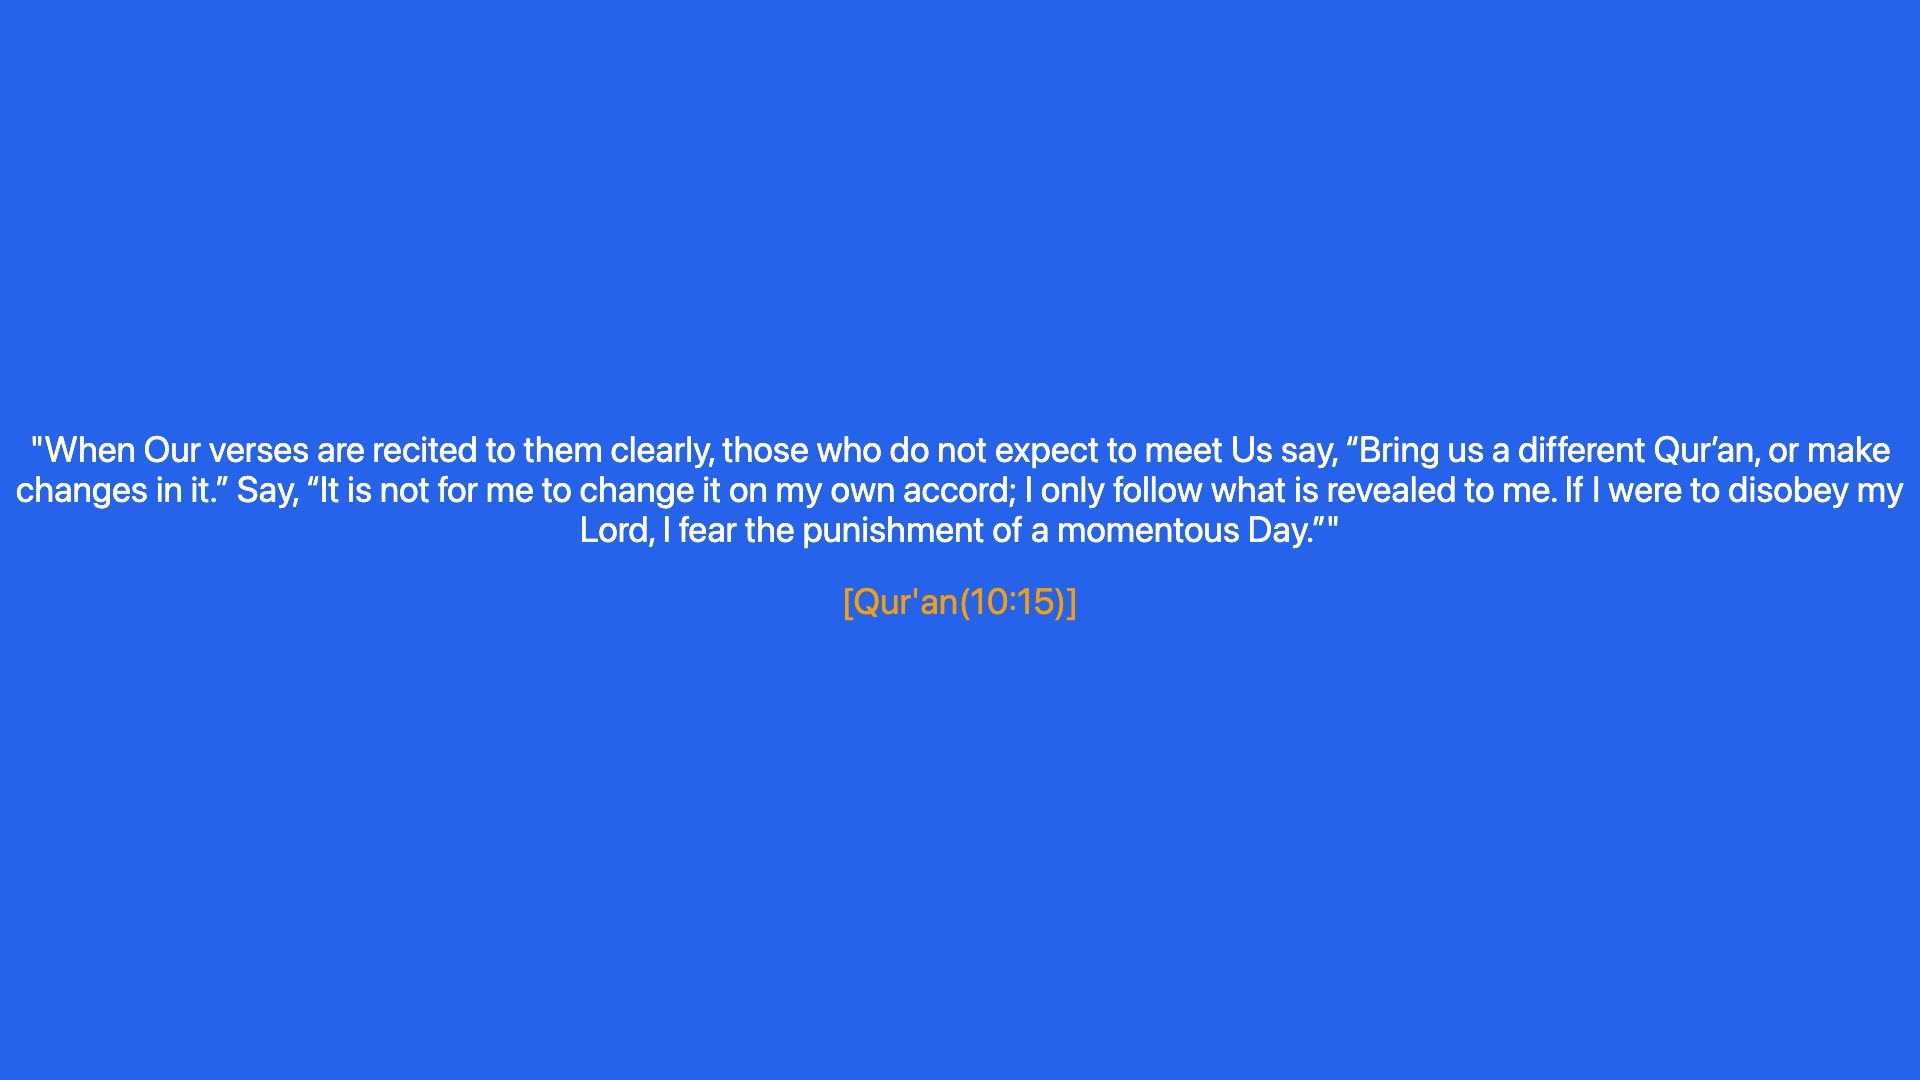 "When Our verses are recited to them clearly, those who do not expect to meet Us say, “Bring us a different Qur’an, or make
changes in it.” Say, “It is not for me to change it on my own accord; I only follow what is revealed to me. If I were to disobey my
Lord, I fear the punishment of a momentous Day.”"
[Qur'an(10:15)]